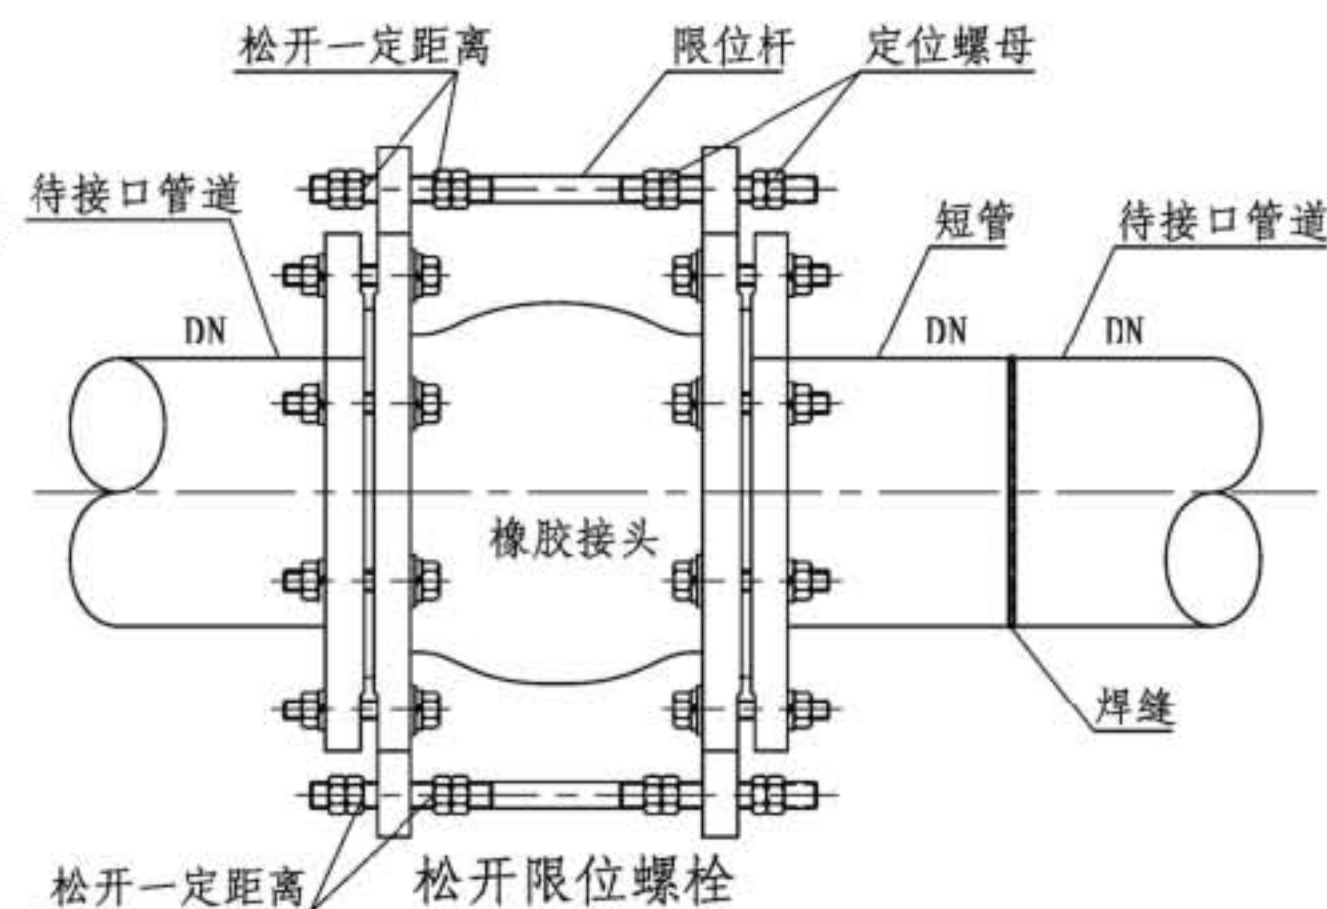 松开一定距离
限位杆
定位螺母
待接口管道
短管
待接口管道
DN
DN
DN
橡胶接头
焊缝
松开一定距离
松开限位螺栓